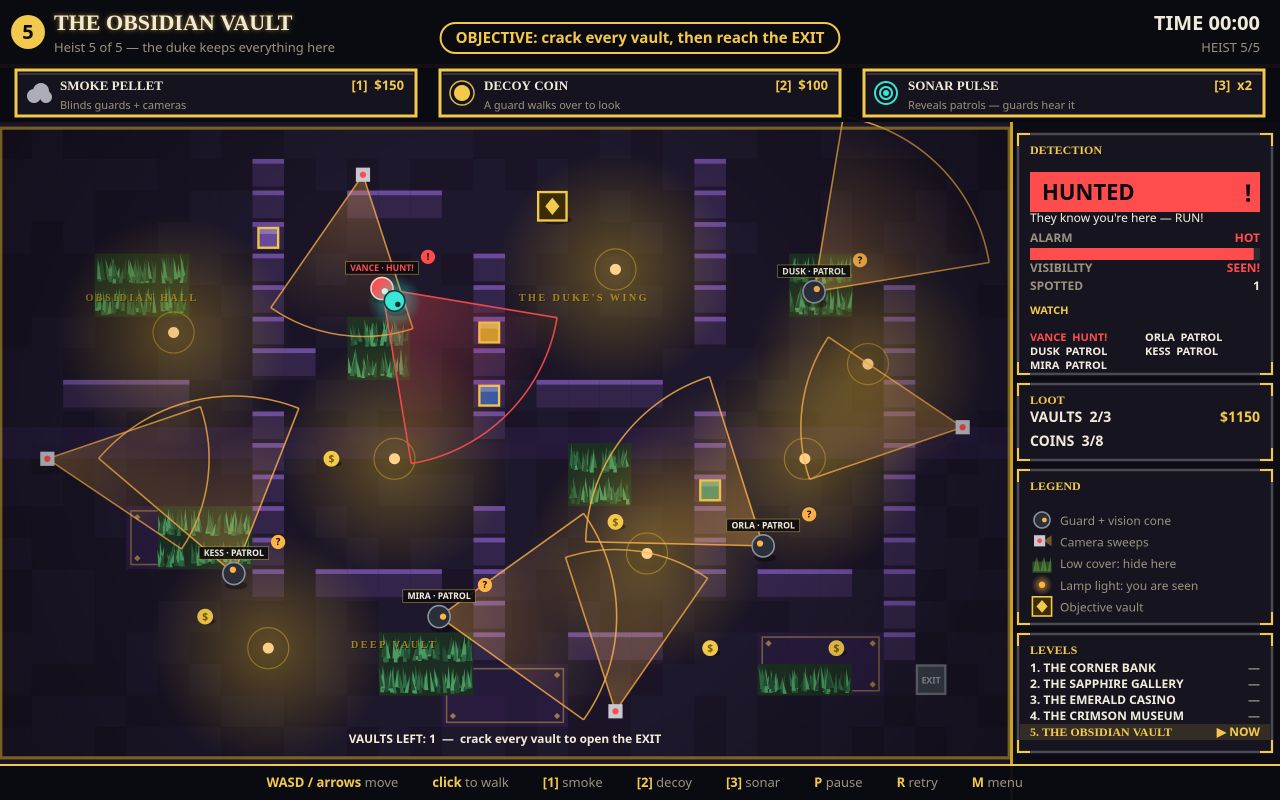 5
THE OBSIDIAN VAULT
Heist 5 of 5 — the duke keeps everything here
OBJECTIVE: crack every vault, then reach the EXIT
TIME 00:00
HEIST 5/5
SMOKE PELLET [1] $150
Blinds guards + cameras
DECOY COIN [2] $100
A guard walks over to look
SONAR PULSE [3] x2
Reveals patrols — guards hear it
VANCE · HUNT!
!
DUSK · PATROL
?
OBSIDIAN HALL
THE DUKE'S WING
$
$
ORLA · PATROL
?
KESS · PATROL
?
MIRA · PATROL
?
$
DEEP VAULT
$
$
EXIT
VAULTS LEFT: 1 — crack every vault to open the EXIT
DETECTION
HUNTED !
They know you're here — RUN!
ALARM HOT
VISIBILITY SEEN!
SPOTTED 1
WATCH
VANCE HUNT! ORLA PATROL
DUSK PATROL KESS PATROL
MIRA PATROL
LOOT
VAULTS 2/3 $1150
COINS 3/8
LEGEND
Guard + vision cone
Camera sweeps
Low cover: hide here
Lamp light: you are seen
Objective vault
LEVELS
1. THE CORNER BANK —
2. THE SAPPHIRE GALLERY —
3. THE EMERALD CASINO —
4. THE CRIMSON MUSEUM —
5. THE OBSIDIAN VAULT ▶ NOW
WASD / arrows move click to walk [1] smoke [2] decoy [3] sonar P pause R retry M menu